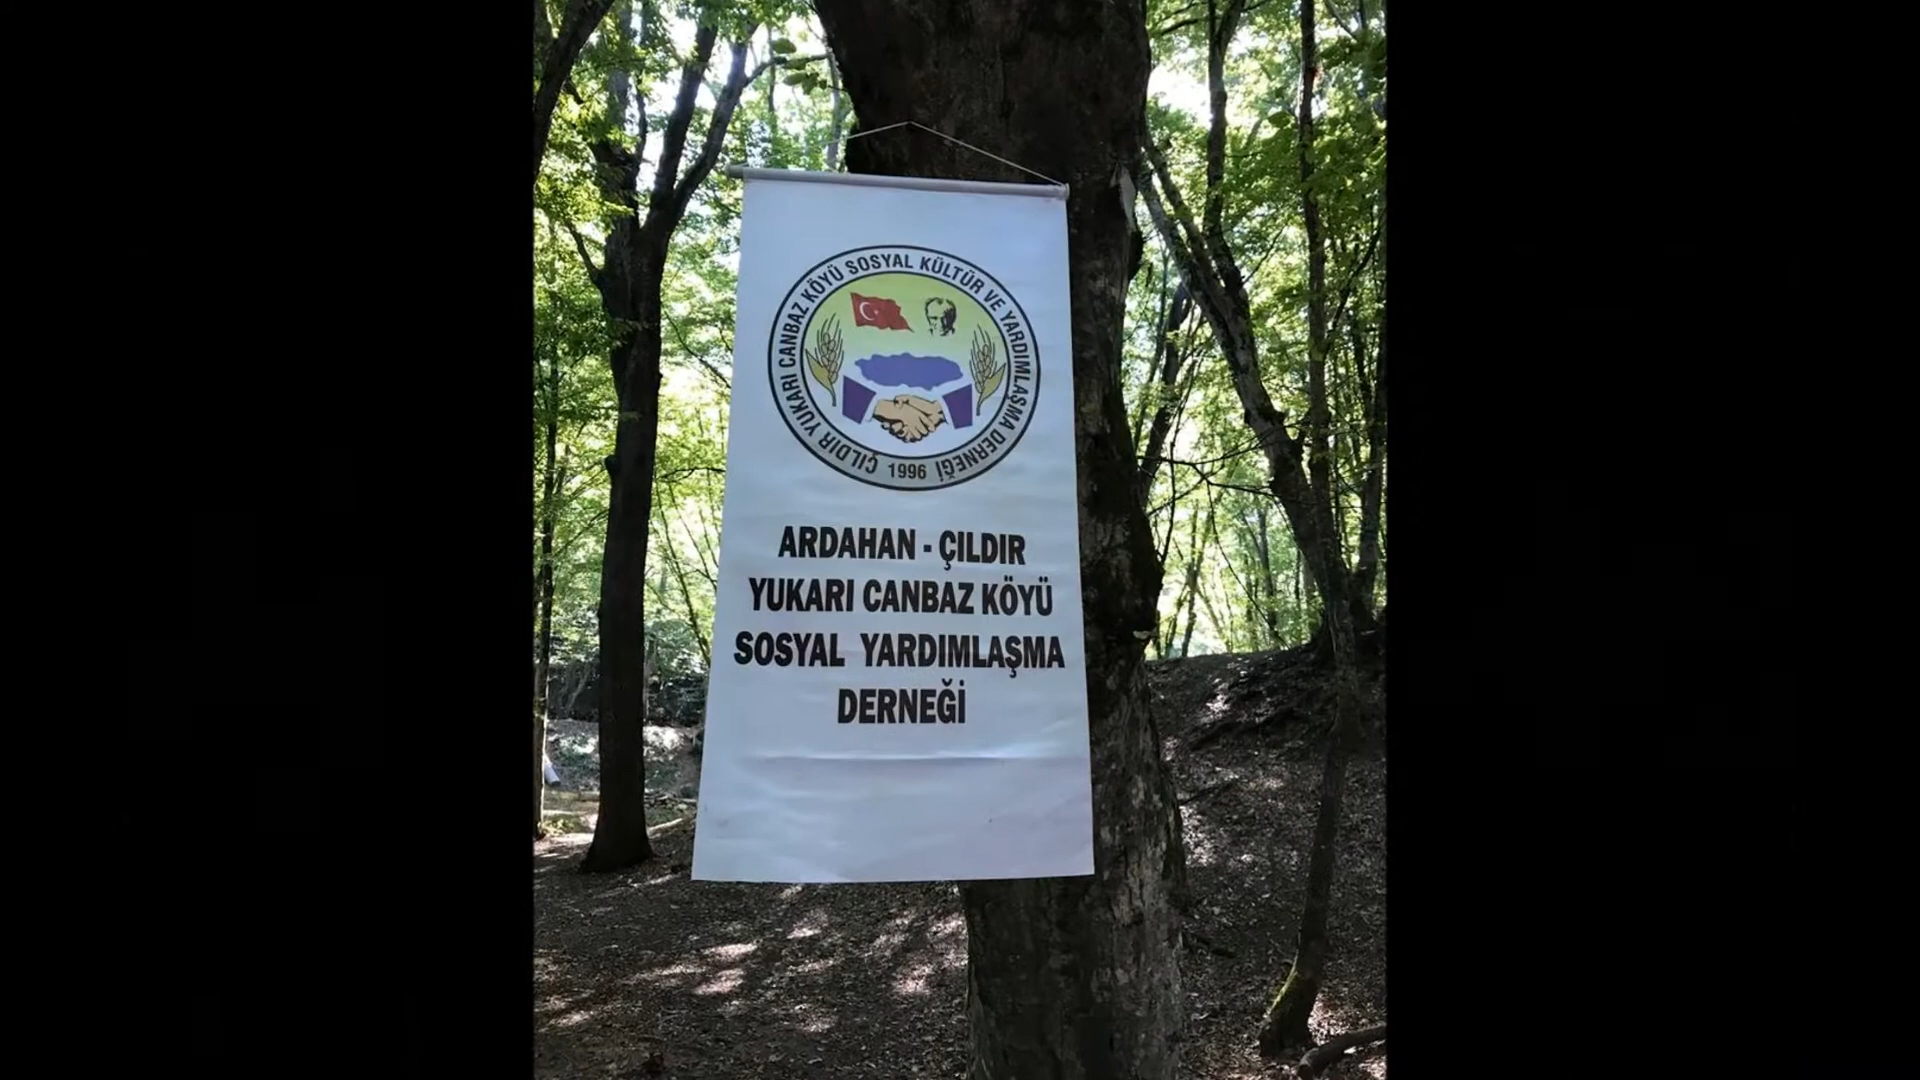 ÇILDIR YUKARI CANBAZ KÖYÜ SOSYAL KÜLTÜR VE YARDIMLAŞMA DERNEĞİ
1996
ARDAHAN - ÇILDIR
YUKARI CANBAZ KÖYÜ
SOSYAL YARDIMLAŞMA
DERNEĞİ